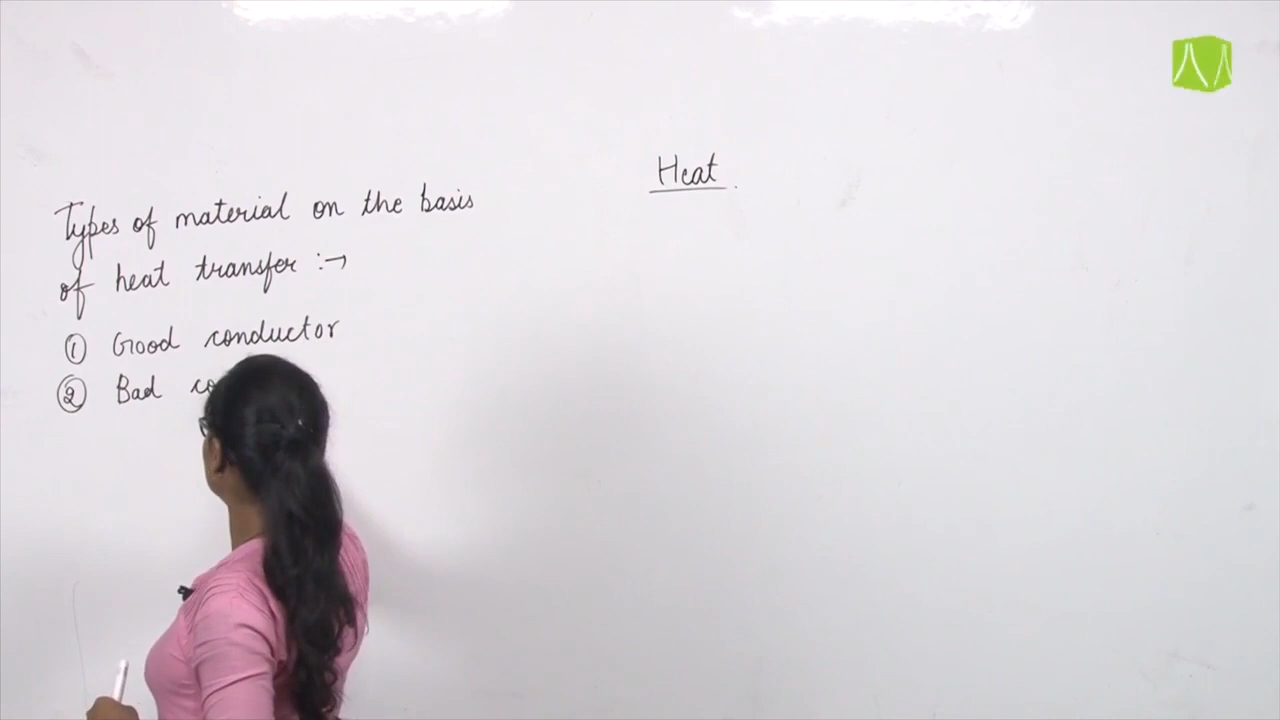 Heat.
Types of material on the basis
of heat transfer :→
① Good conductor
② Bad